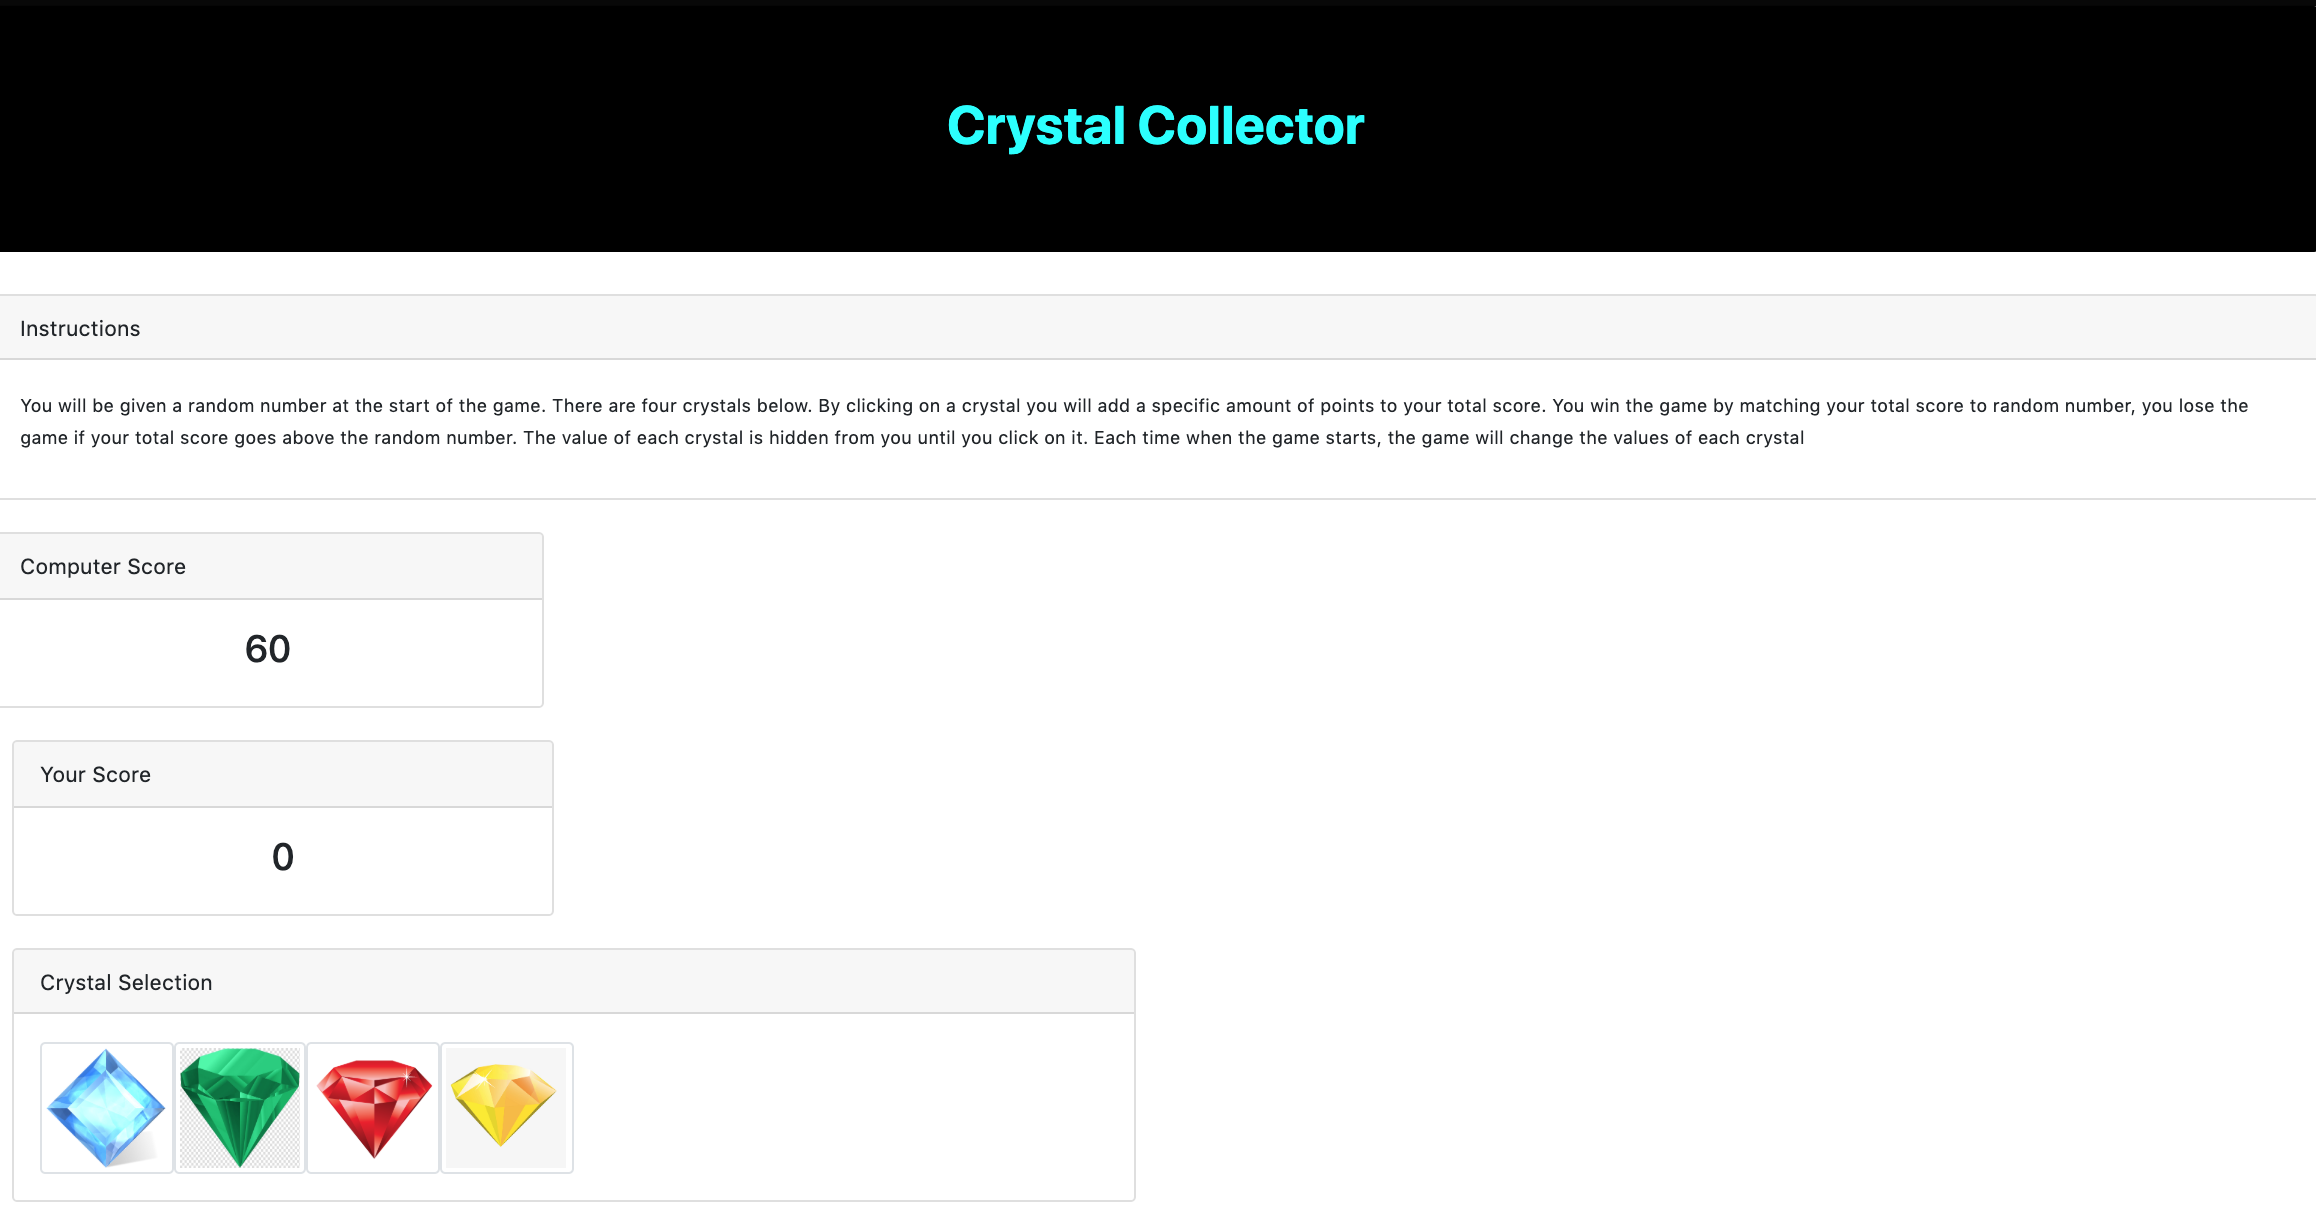 Crystal Collector
Instructions
You will be given a random number at the start of the game. There are four crystals below. By clicking on a crystal you will add a specific amount of points to your total score. You win the game by matching your total score to random number, you lose the
game if your total score goes above the random number. The value of each crystal is hidden from you until you click on it. Each time when the game starts, the game will change the values of each crystal
Computer Score
60
Your Score
0
Crystal Selection